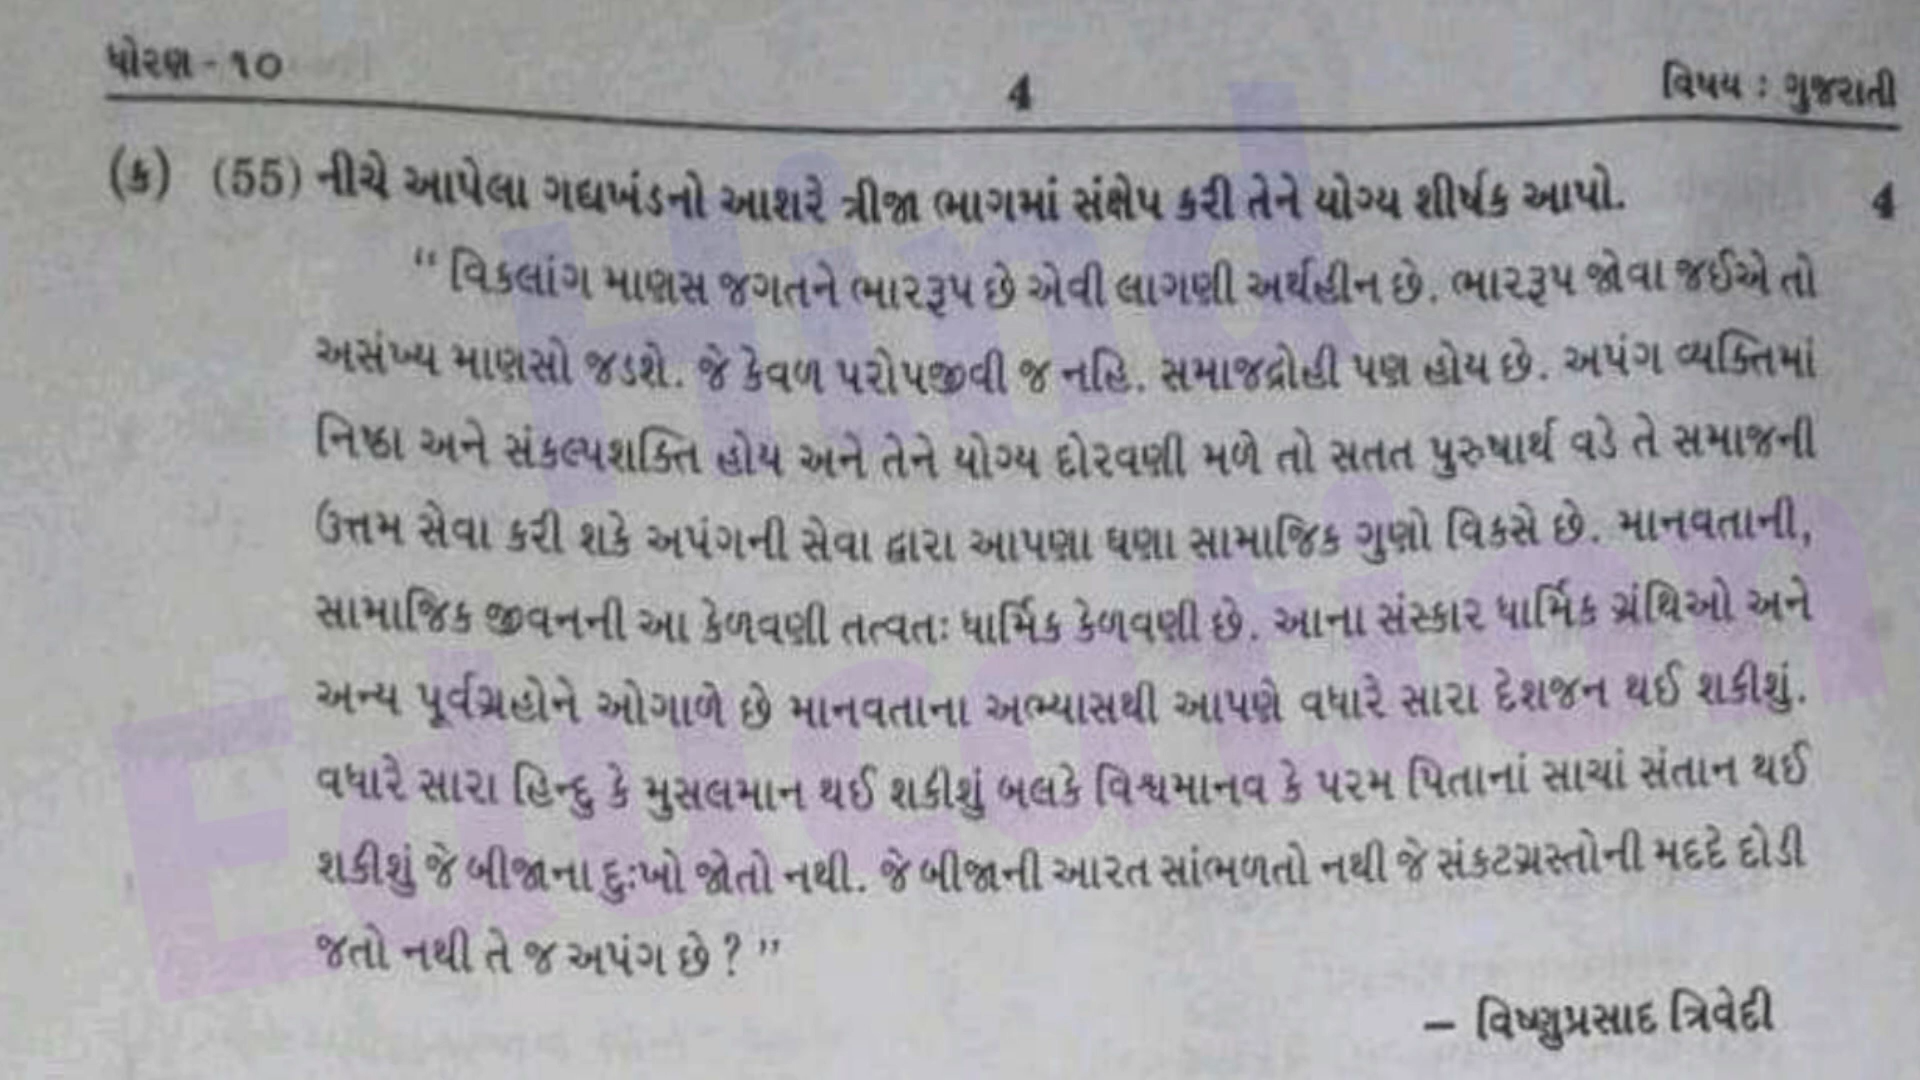 ધોરણ - ૧૦
4
વિષય : ગુજરાતી
(ક) (55) નીચે આપેલા ગદ્યખંડનો આશરે ત્રીજા ભાગમાં સંક્ષેપ કરી તેને યોગ્ય શીર્ષક આપો. 4
“ વિકલાંગ માણસ જગતને ભારરૂપ છે એવી લાગણી અર્થહીન છે. ભારરૂપ જોવા જઈએ તો
અસંખ્ય માણસો જડશે. જે કેવળ પરોપજીવી જ નહિ. સમાજદ્રોહી પણ હોય છે. અપંગ વ્યક્તિમાં
નિષ્ઠા અને સંકલ્પશક્તિ હોય અને તેને યોગ્ય દોરવણી મળે તો સતત પુરુષાર્થ વડે તે સમાજની
ઉત્તમ સેવા કરી શકે અપંગની સેવા દ્વારા આપણા ઘણા સામાજિક ગુણો વિકસે છે. માનવતાની,
સામાજિક જીવનની આ કેળવણી તત્વતઃ ધાર્મિક કેળવણી છે. આના સંસ્કાર ધાર્મિક ગ્રંથિઓ અને
અન્ય પૂર્વગ્રહોને ઓગાળે છે માનવતાના અભ્યાસથી આપણે વધારે સારા દેશજન થઈ શકીશું.
વધારે સારા હિન્દુ કે મુસલમાન થઈ શકીશું બલકે વિશ્વમાનવ કે પરમ પિતાનાં સાચાં સંતાન થઈ
શકીશું જે બીજાના દુઃખો જોતો નથી. જે બીજાની આરત સાંભળતો નથી જે સંકટગ્રસ્તોની મદદે દોડી
જતો નથી તે જ અપંગ છે ? ”
– વિષ્ણુપ્રસાદ ત્રિવેદી
Hind
Education